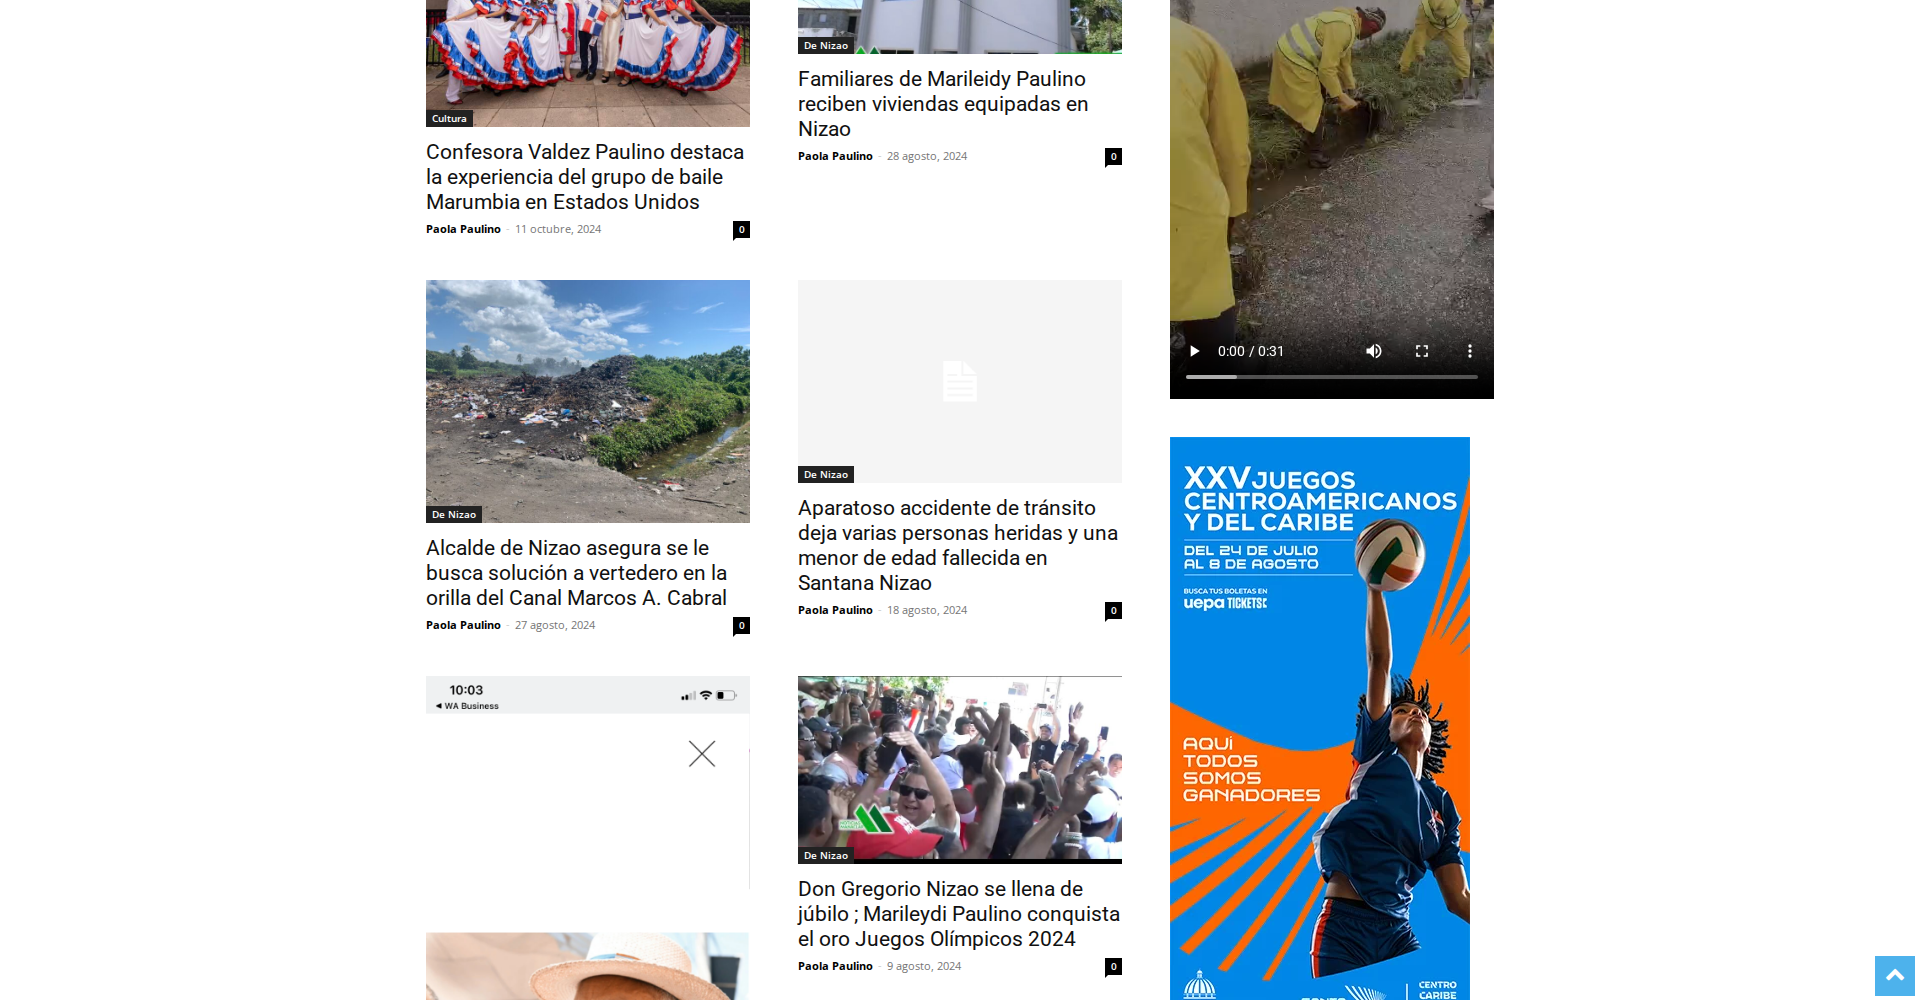 Cultura
Confesora Valdez Paulino destaca
la experiencia del grupo de baile
Marumbia en Estados Unidos
Paola Paulino - 11 octubre, 2024
0
De Nizao
Familiares de Marileidy Paulino
reciben viviendas equipadas en
Nizao
Paola Paulino - 28 agosto, 2024
0
De Nizao
Alcalde de Nizao asegura se le
busca solución a vertedero en la
orilla del Canal Marcos A. Cabral
Paola Paulino - 27 agosto, 2024
0
De Nizao
Aparatoso accidente de tránsito
deja varias personas heridas y una
menor de edad fallecida en
Santana Nizao
Paola Paulino - 18 agosto, 2024
0
10:03
WA Business
De Nizao
Don Gregorio Nizao se llena de
júbilo ; Marileydi Paulino conquista
el oro Juegos Olímpicos 2024
Paola Paulino - 9 agosto, 2024
0
0:00 / 0:31
XXV JUEGOS
CENTROAMERICANOS
Y DEL CARIBE
DEL 24 DE JULIO
AL 8 DE AGOSTO
BUSCA TUS BOLETAS EN
uepa TICKETS
AQUÍ
TODOS
SOMOS
GANADORES
CENTRO
CARIBE